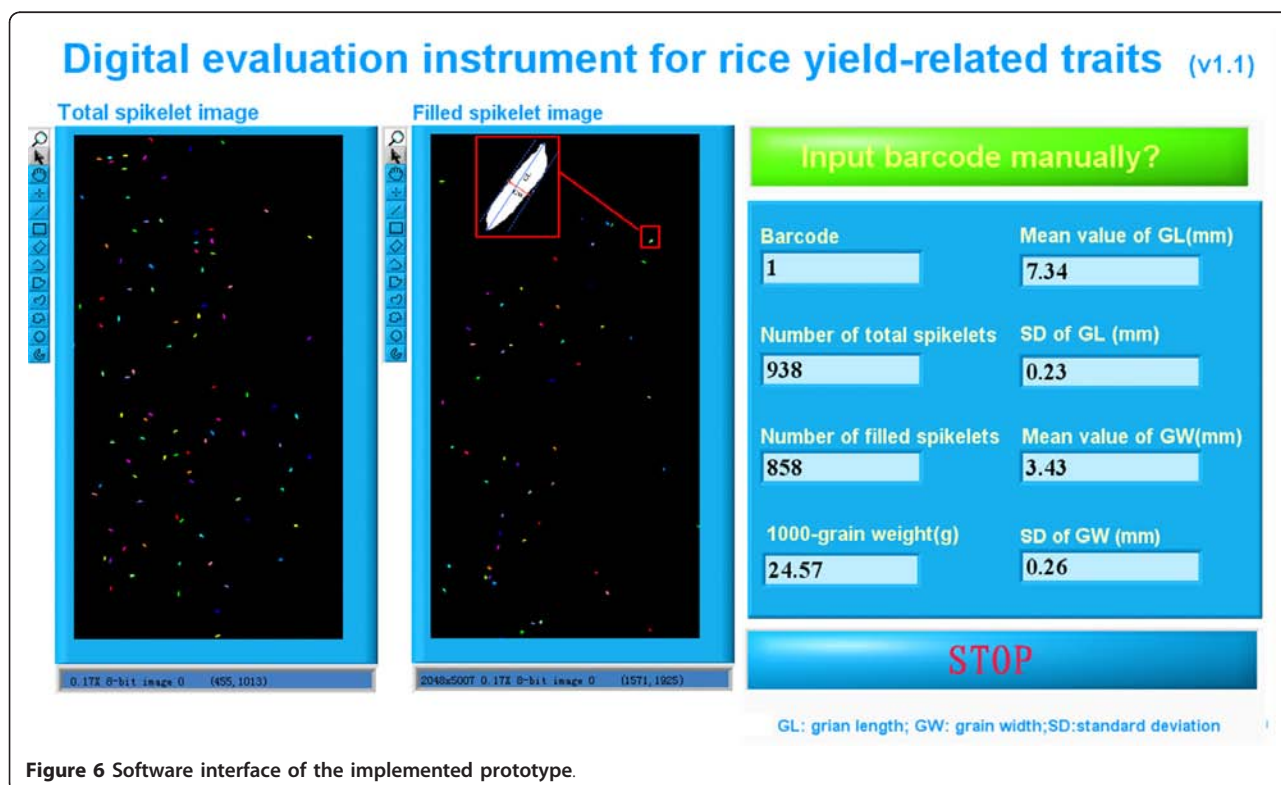 Digital evaluation instrument for rice yield-related traits (v1.1)
Total spikelet image
Filled spikelet image
GL
GW
Input barcode manually?
Barcode
1
Mean value of GL(mm)
7.34
Number of total spikelets
938
SD of GL (mm)
0.23
Number of filled spikelets
858
Mean value of GW(mm)
3.43
1000-grain weight(g)
24.57
SD of GW (mm)
0.26
STOP
0.17X 8-bit image 0 (455,1013)
2048x5007 0.17X 8-bit image 0 (1571,1925)
GL: grian length; GW: grain width;SD:standard deviation
Figure 6 Software interface of the implemented prototype.